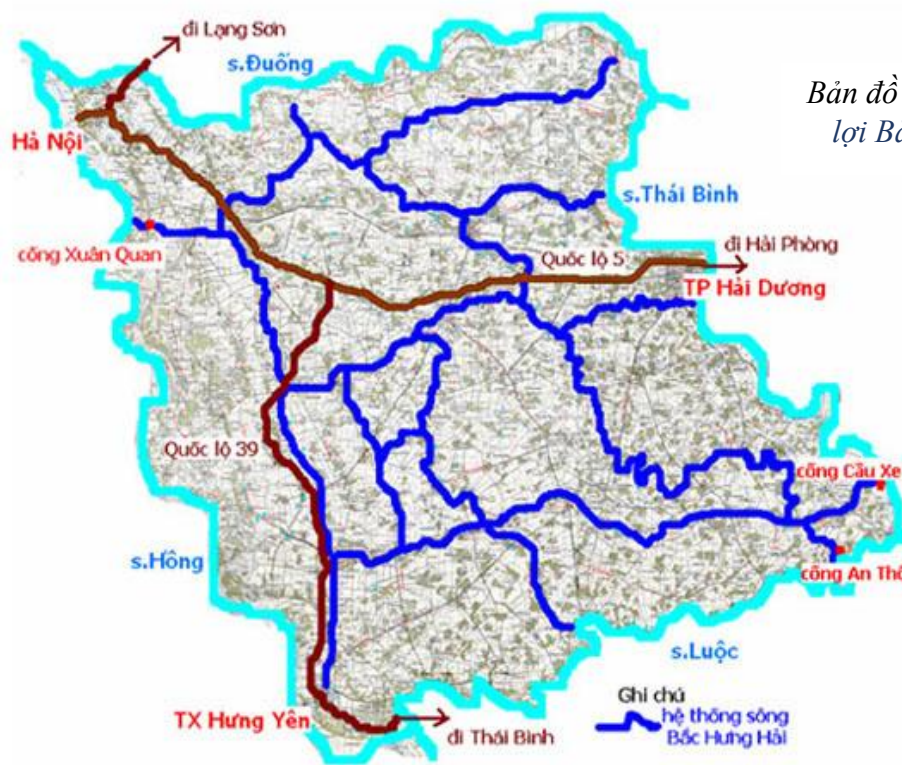 đi Lạng Sơn
s.Đuống
Bản đồ
lợi Bắ
Hà Nội
s.Thái Bình
cống Xuân Quan
Quốc lộ 5
đi Hải Phòng
TP Hải Dương
Quốc lộ 39
cống Cầu Xe
s.Hồng
cống An Thổ
s.Luộc
Ghi chú
hệ thống sông
Bắc Hưng Hải
TX Hưng Yên
đi Thái Bình